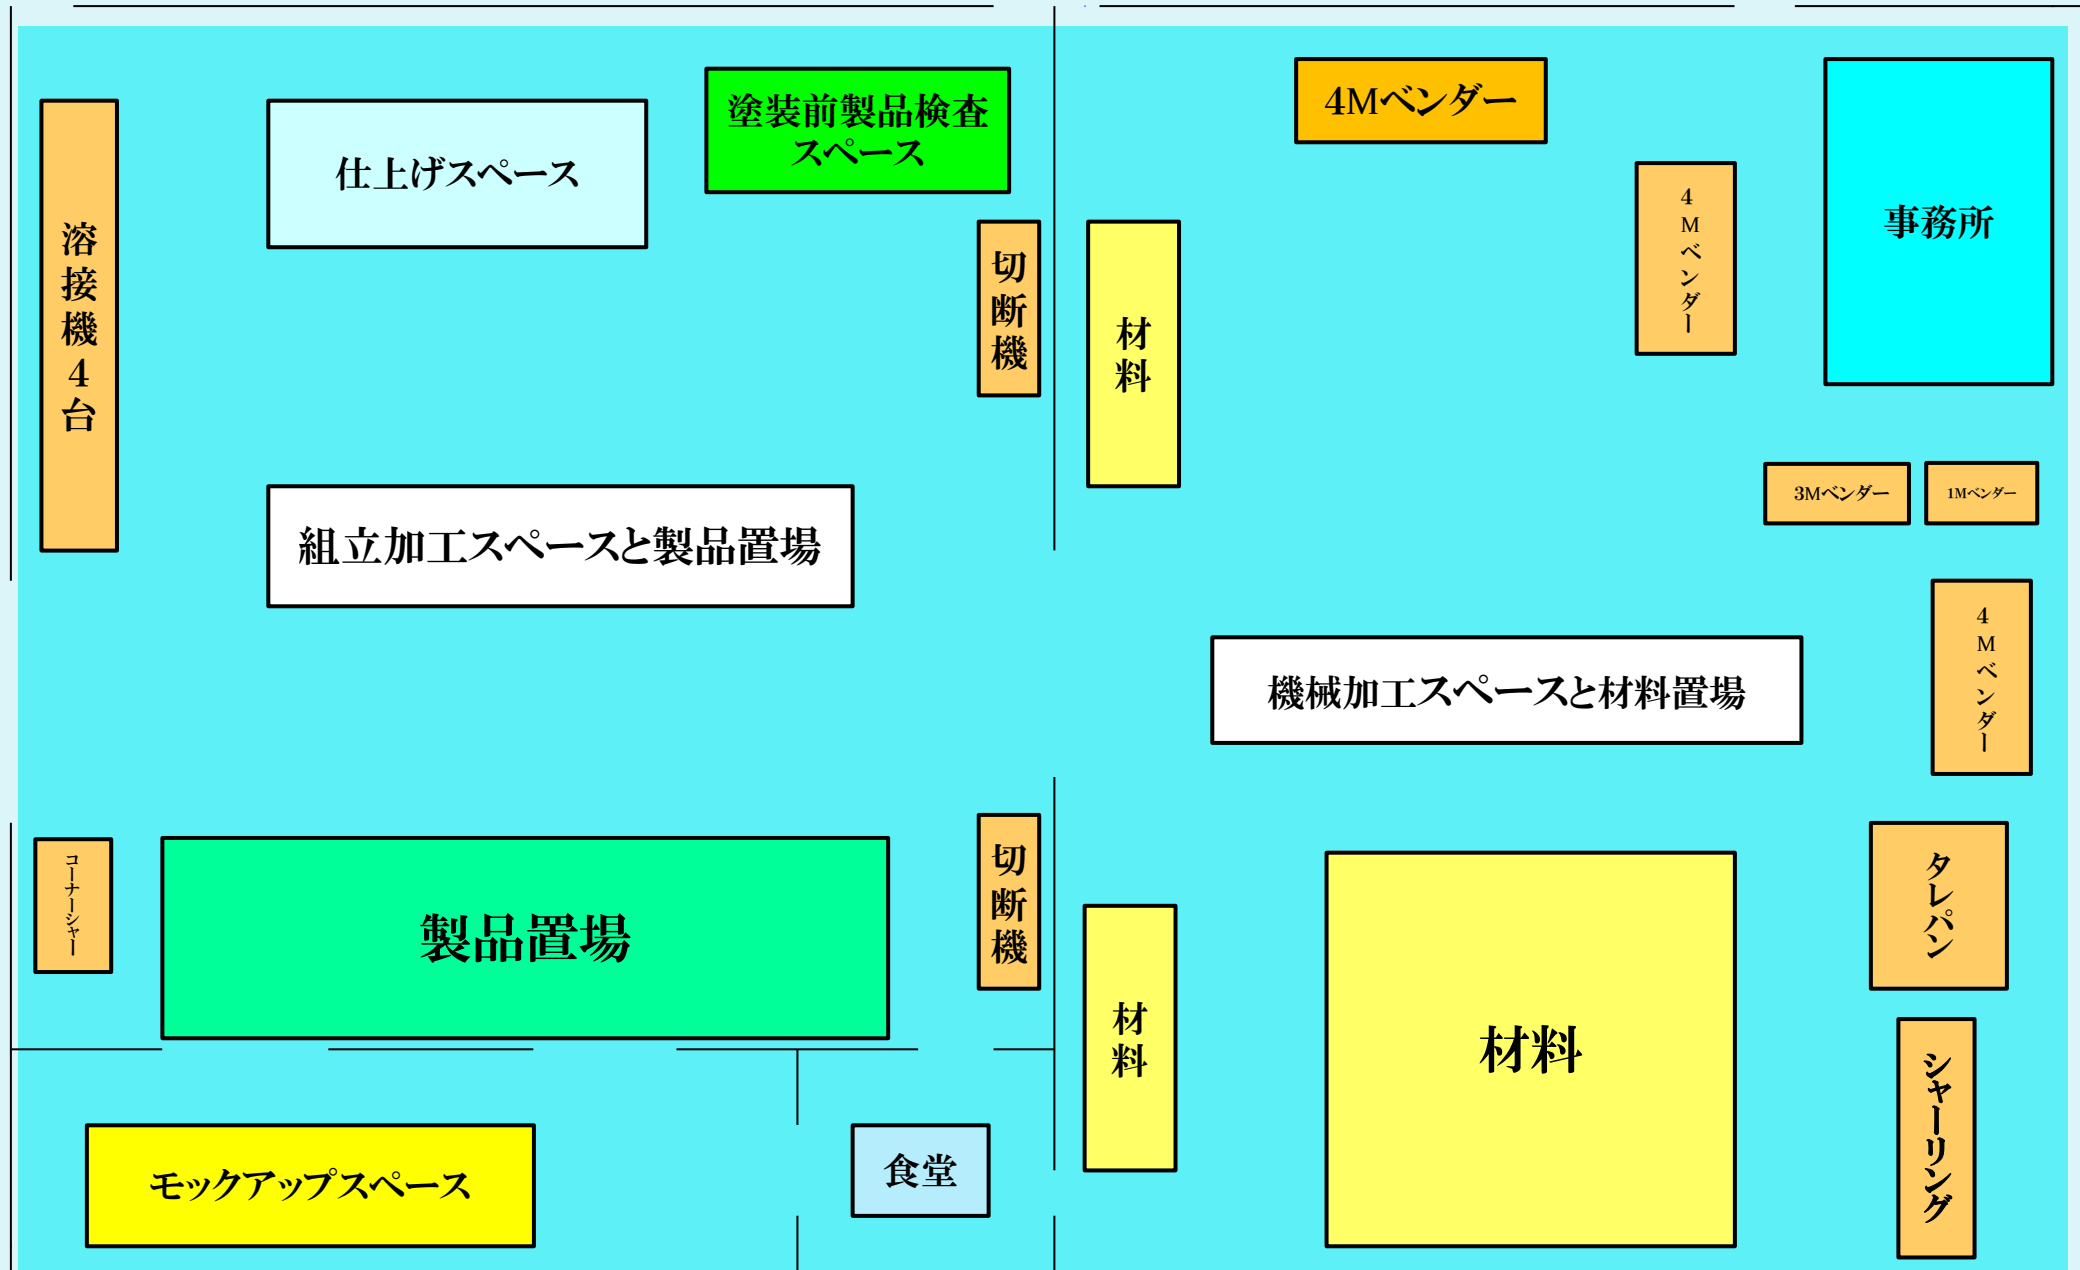 塗装前製品検査
スペース
4Mベンダー
仕上げスペース
溶接機4台
切断機
材料
4Mベンダー
事務所
3Mベンダー
1Mベンダー
組立加工スペースと製品置場
4Mベンダー
機械加工スペースと材料置場
コーナーシャー
製品置場
切断機
材料
材料
タレパン
シャーリング
モックアップスペース
食堂